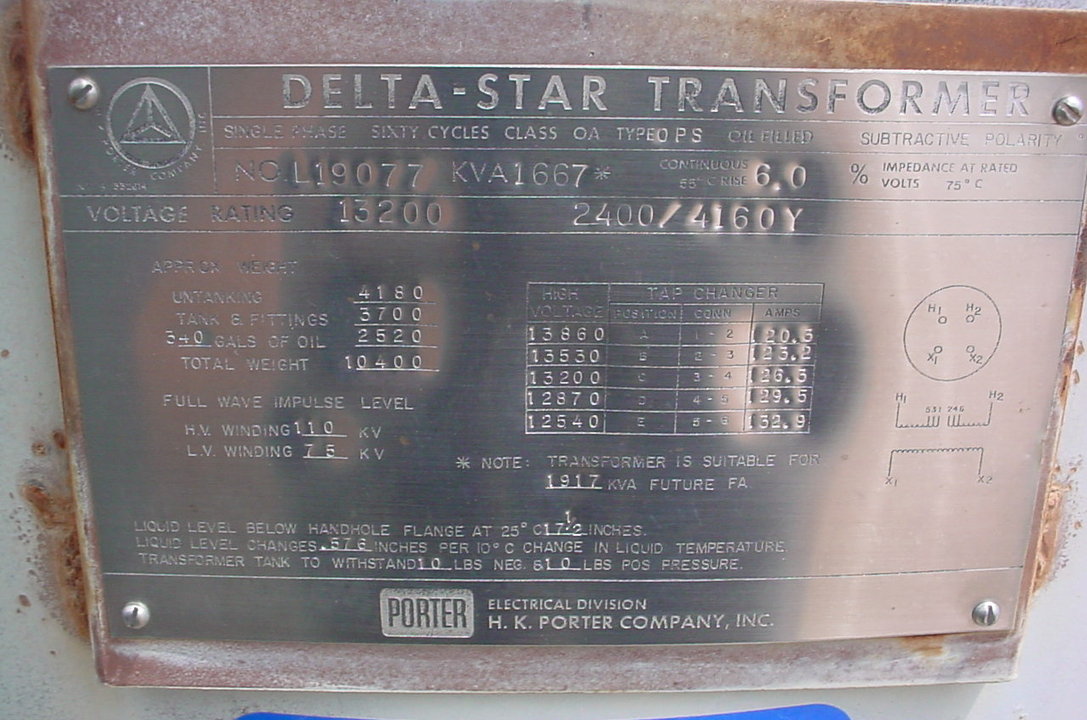 DELTA-STAR TRANSFORMER
SINGLE PHASE SIXTY CYCLES CLASS OA TYPE OPS OIL FILLED SUBTRACTIVE POLARITY
PORTER COMPANY INC.
NO. L19077 KVA 1667* CONTINUOUS 55°C RISE 6.0 % IMPEDANCE AT RATED VOLTS 75°C
VOLTAGE RATING 13200 2400/4160Y
APPROX WEIGHT
UNTANKING 4180
TANK & FITTINGS 3700
340 GALS OF OIL 2520
TOTAL WEIGHT 10400
FULL WAVE IMPULSE LEVEL
H.V. WINDING 110 KV
L.V. WINDING 75 KV
HIGH VOLTAGE TAP CHANGER
POSITION CONN AMPS
13860 A 1-2 120.3
13530 B 2-3 123.2
13200 C 3-4 126.3
12870 D 4-5 129.5
12540 E 5-6 132.9
H1 H2
X1 X2
H1 H2
531 246
X1 X2
* NOTE: TRANSFORMER IS SUITABLE FOR
1917 KVA FUTURE FA
LIQUID LEVEL BELOW HANDHOLE FLANGE AT 25°C 17 1/2 INCHES.
LIQUID LEVEL CHANGES .576 INCHES PER 10°C CHANGE IN LIQUID TEMPERATURE.
TRANSFORMER TANK TO WITHSTAND 10 LBS NEG. & 10 LBS POS PRESSURE.
PORTER ELECTRICAL DIVISION
H. K. PORTER COMPANY, INC.